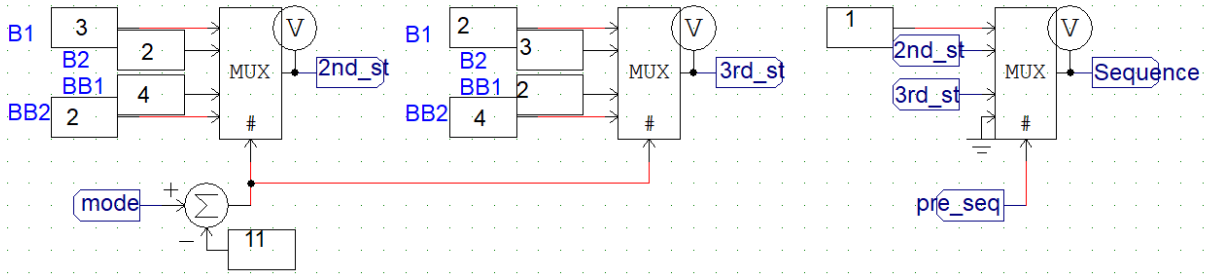 B1 3 V B1 2 V 1 V
B2 2 B2 3 2nd_st
MUX 2nd_st MUX 3rd_st MUX Sequence
BB1 4 BB1 2 3rd_st
BB2 2 BB2 4
# # #
mode + Σ pre_seq
− 11